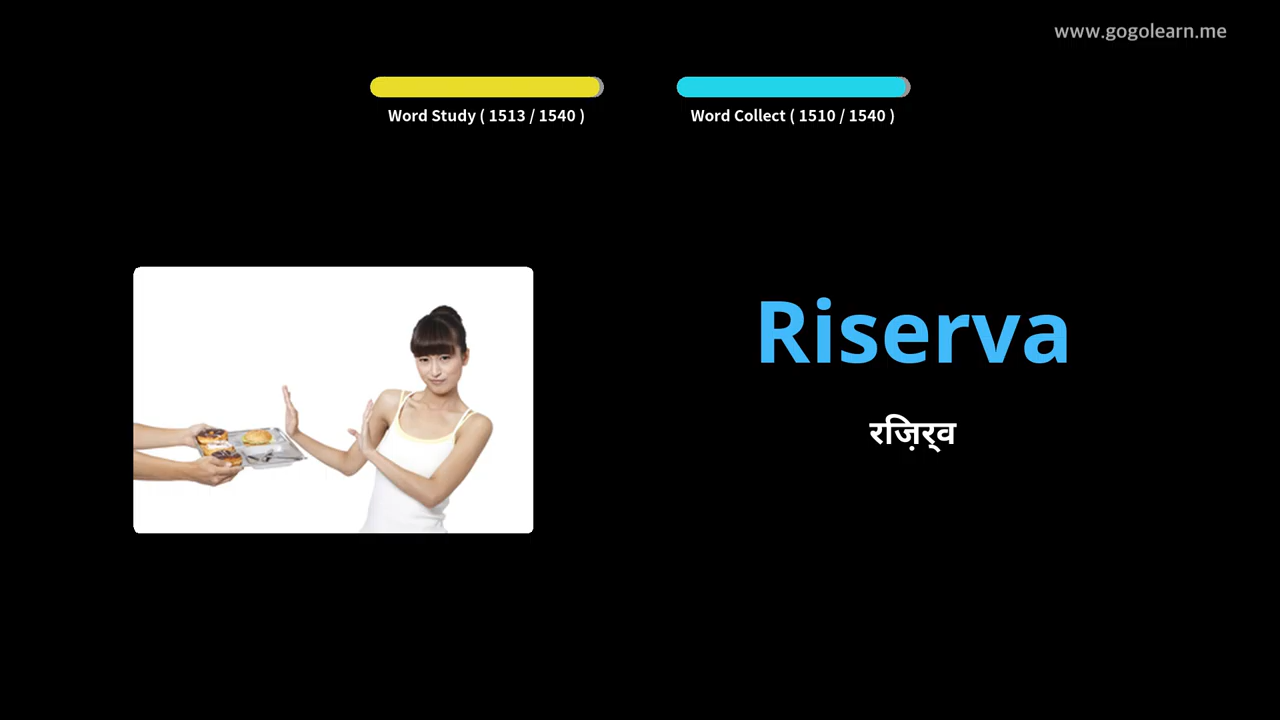 www.gogolearn.me
Word Study ( 1513 / 1540 )
Word Collect ( 1510 / 1540 )
Riserva
रज़िर्व